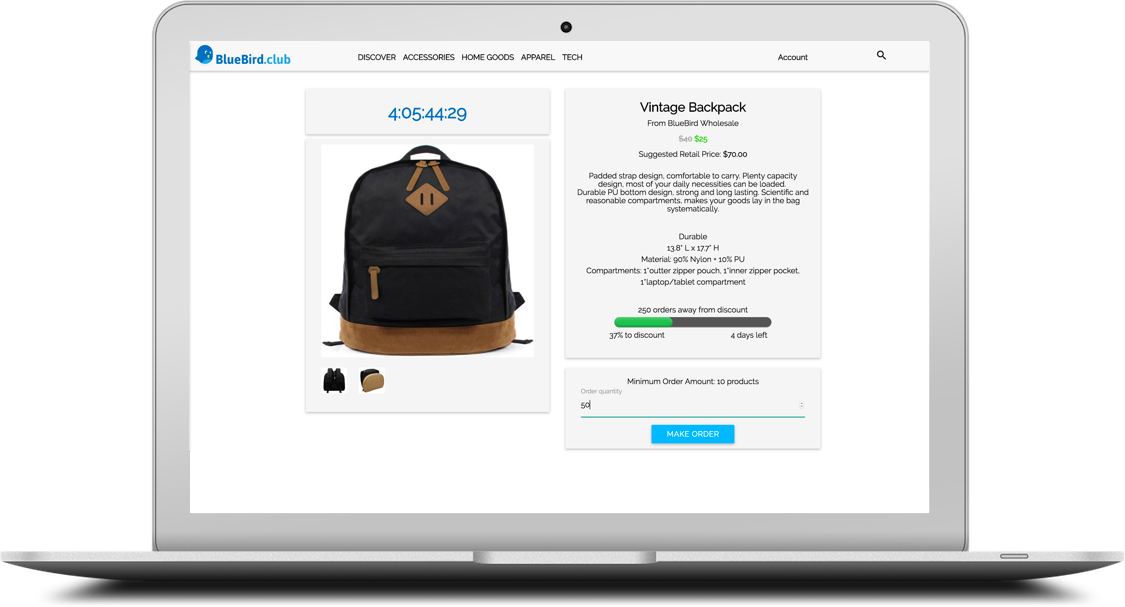 BlueBird.club
DISCOVER ACCESSORIES HOME GOODS APPAREL TECH
Account
4:05:44:29
Vintage Backpack
From BlueBird Wholesale
$40 $25
Suggested Retail Price: $70.00
Padded strap design, comfortable to carry. Plenty capacity
design, most of your daily necessities can be loaded.
Durable PU bottom design, strong and long lasting. Scientific and
reasonable compartments, makes your goods lay in the bag
systematically.
Durable
13.8" L x 17.7" H
Material: 90% Nylon + 10% PU
Compartments: 1*outter zipper pouch, 1*inner zipper pocket,
1*laptop/tablet compartment
250 orders away from discount
37% to discount 4 days left
Minimum Order Amount: 10 products
Order quantity
50
MAKE ORDER